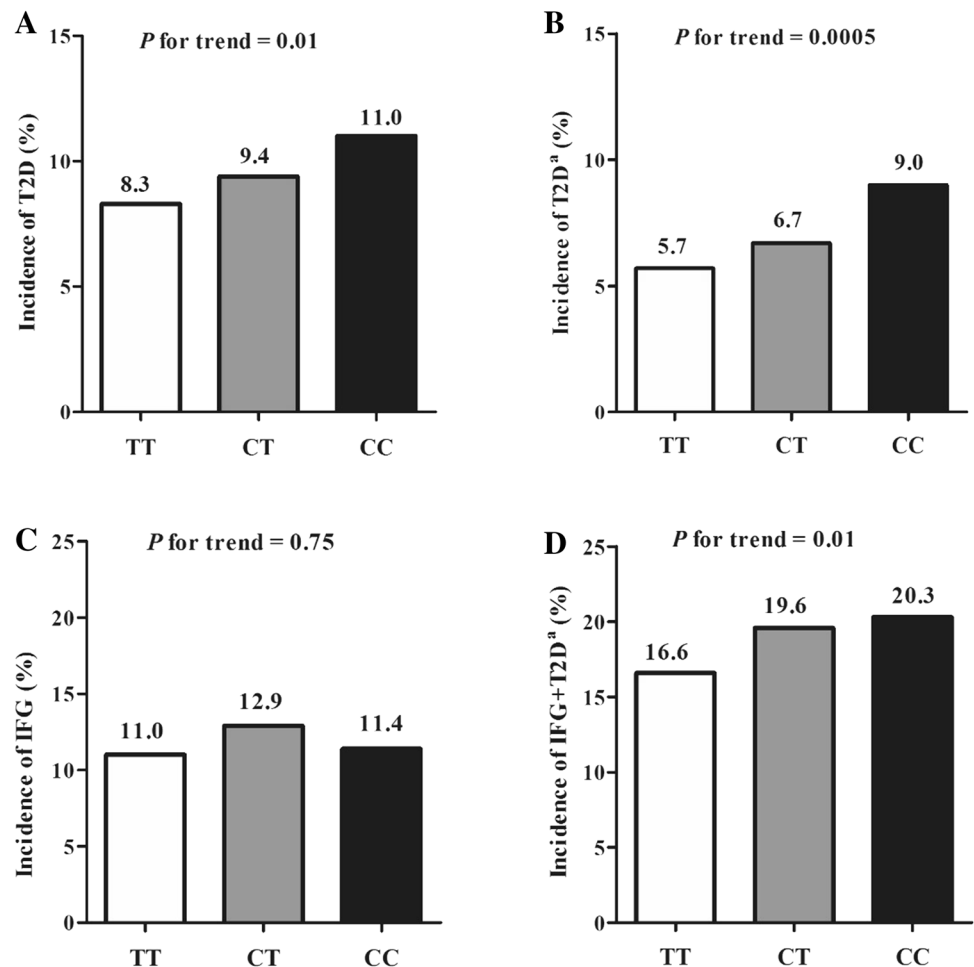 A
P for trend = 0.01
Incidence of T2D (%)
15
10
5
0
8.3
9.4
11.0
TT
CT
CC
B
P for trend = 0.0005
Incidence of T2Dª (%)
15
10
5
0
5.7
6.7
9.0
TT
CT
CC
C
P for trend = 0.75
Incidence of IFG (%)
25
20
15
10
5
0
11.0
12.9
11.4
TT
CT
CC
D
P for trend = 0.01
Incidence of IFG+T2Dª (%)
25
20
15
10
5
0
16.6
19.6
20.3
TT
CT
CC